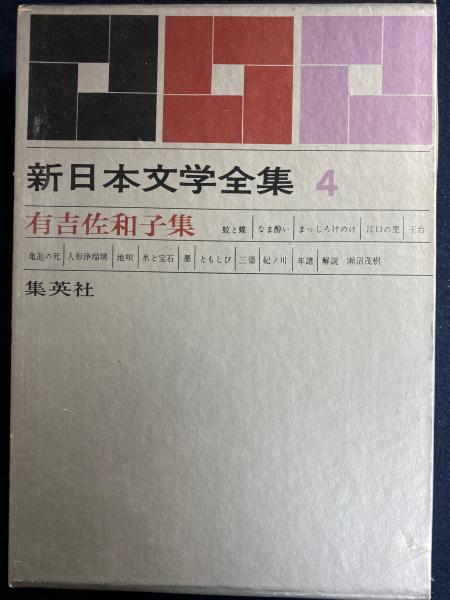 新日本文学全集 4
有吉佐和子集 蚊と蝶 なま酔い まっしろけのけ 江口の里 王台
亀遊の死 人形浄瑠璃 地唄 水と宝石 墨 ともしび 三婆 紀ノ川 年譜 解説 瀬沼茂樹
集英社